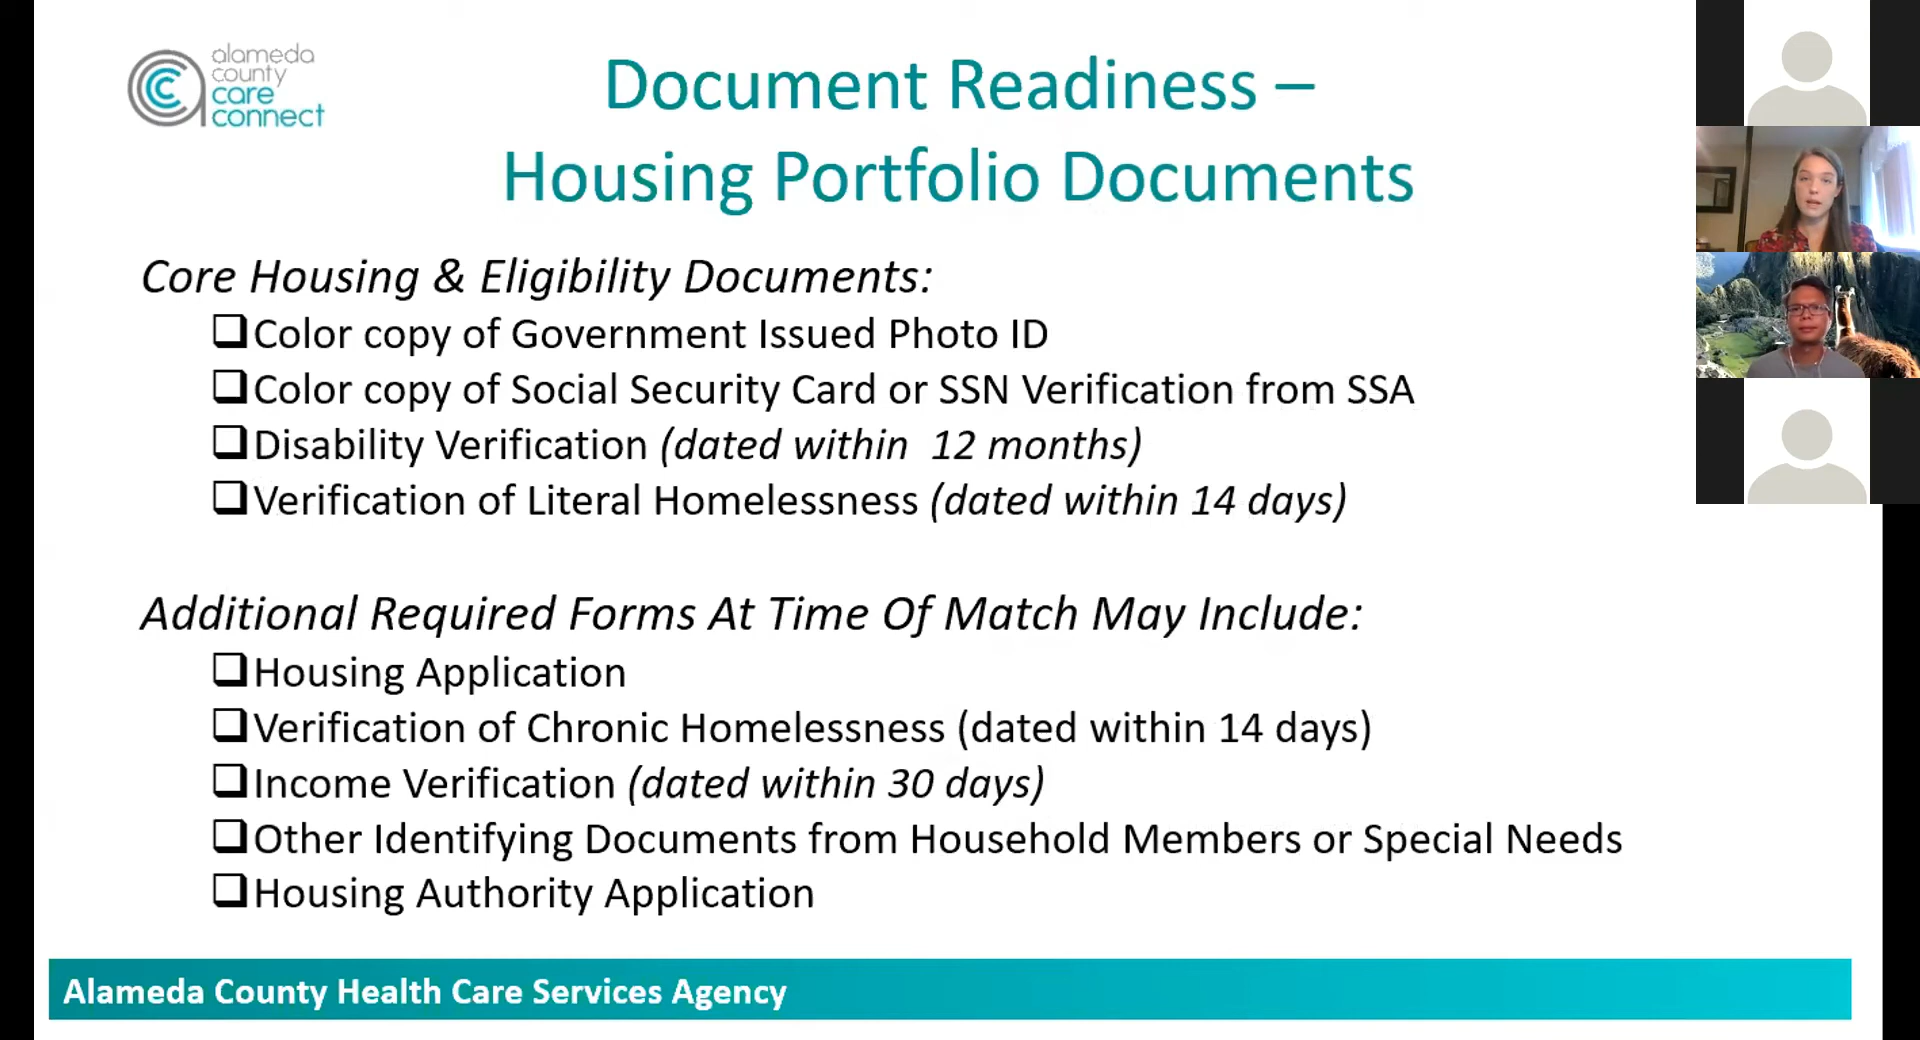 alameda
county
care
connect
Document Readiness –
Housing Portfolio Documents
Core Housing & Eligibility Documents:
❑Color copy of Government Issued Photo ID
❑Color copy of Social Security Card or SSN Verification from SSA
❑Disability Verification (dated within  12 months)
❑Verification of Literal Homelessness (dated within 14 days)
Additional Required Forms At Time Of Match May Include:
❑Housing Application
❑Verification of Chronic Homelessness (dated within 14 days)
❑Income Verification (dated within 30 days)
❑Other Identifying Documents from Household Members or Special Needs
❑Housing Authority Application
Alameda County Health Care Services Agency